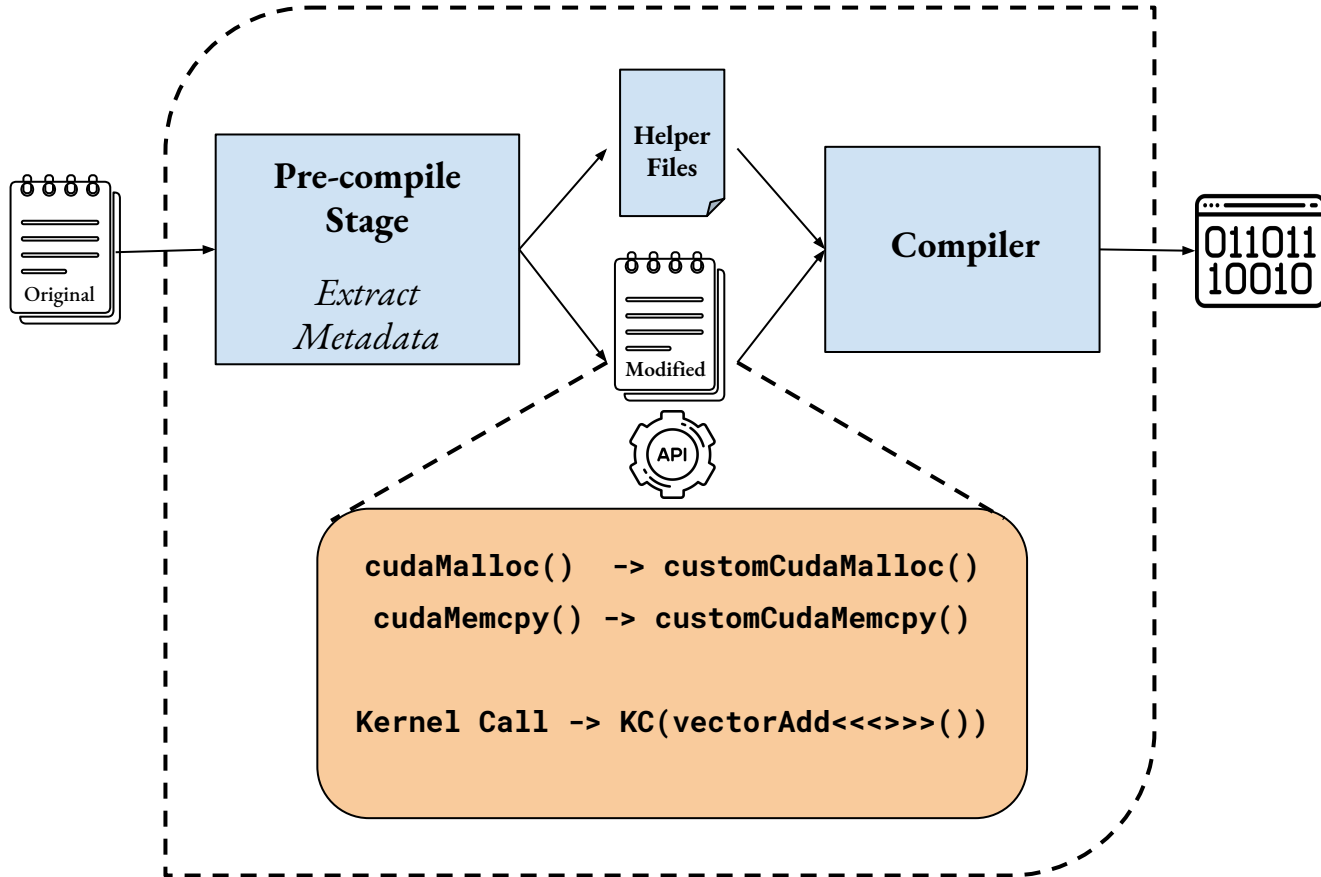 Original
Pre-compile
Stage
Extract
Metadata
Helper
Files
Modified
API
Compiler
011011
10010
cudaMalloc()  -> customCudaMalloc()
cudaMemcpy() -> customCudaMemcpy()
Kernel Call -> KC(vectorAdd<<<>>>())